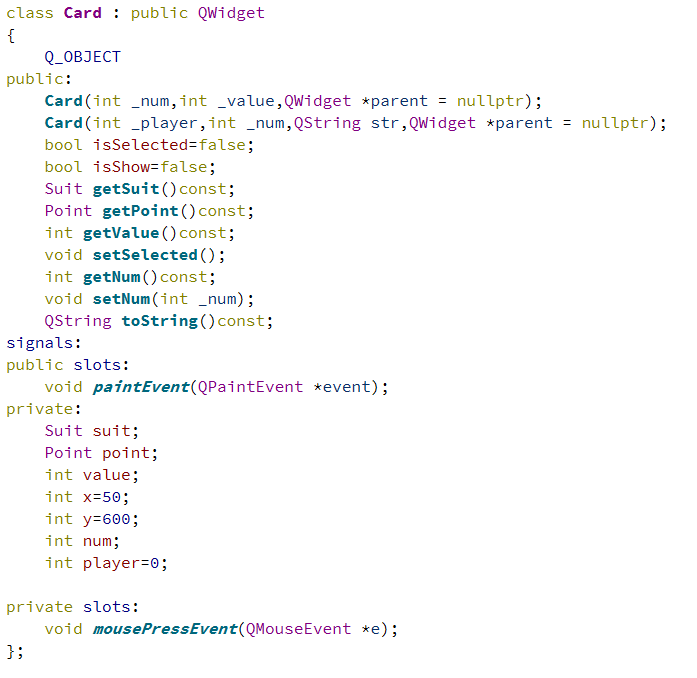 class Card : public QWidget
{
    Q_OBJECT
public:
    Card(int _num,int _value,QWidget *parent = nullptr);
    Card(int _player,int _num,QString str,QWidget *parent = nullptr);
    bool isSelected=false;
    bool isShow=false;
    Suit getSuit()const;
    Point getPoint()const;
    int getValue()const;
    void setSelected();
    int getNum()const;
    void setNum(int _num);
    QString toString()const;
signals:
public slots:
    void paintEvent(QPaintEvent *event);
private:
    Suit suit;
    Point point;
    int value;
    int x=50;
    int y=600;
    int num;
    int player=0;

private slots:
    void mousePressEvent(QMouseEvent *e);
};